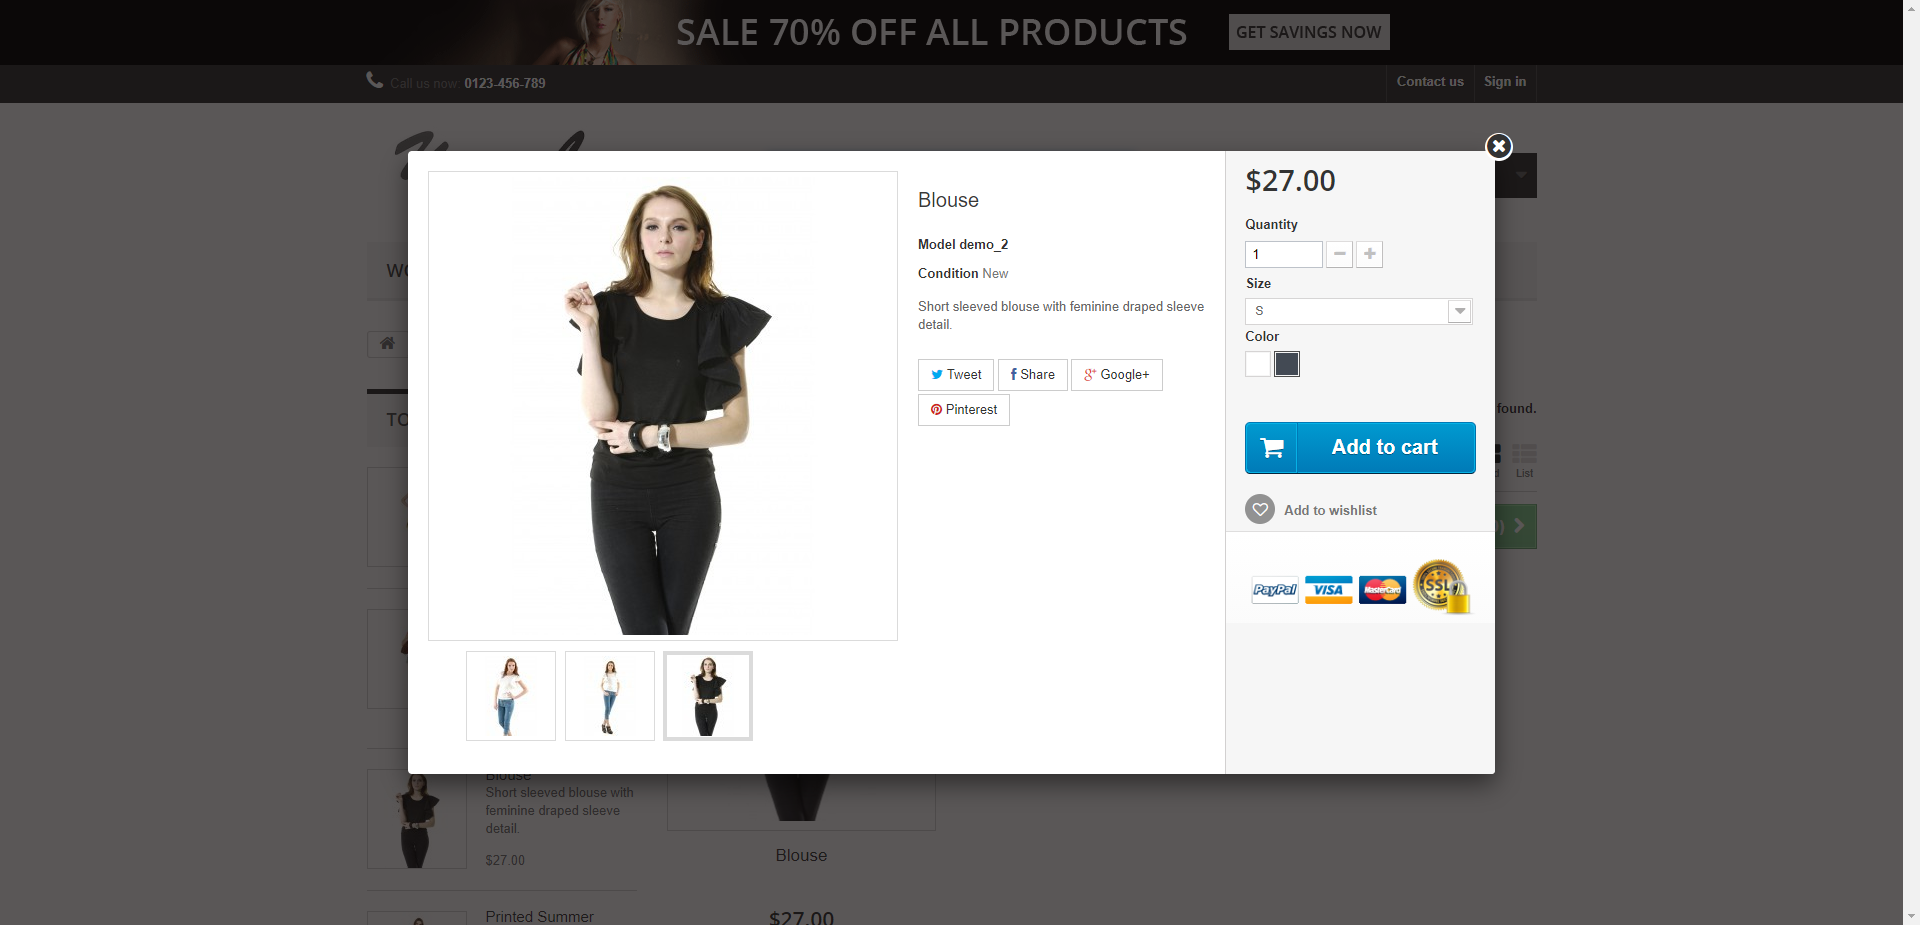 SALE 70% OFF ALL PRODUCTS
GET SAVINGS NOW
Call us now: 0123-456-789
Contact us
Sign in
Blouse
Model demo_2
Condition New
Short sleeved blouse with feminine draped sleeve
detail.
Tweet
Share
Google+
Pinterest
$27.00
Quantity
1
Size
S
Color
Add to cart
Add to wishlist
PayPal
VISA
MasterCard
SSL
found.
List
Blouse
Short sleeved blouse with
feminine draped sleeve
detail.
$27.00
Printed Summer
Blouse
$27.00